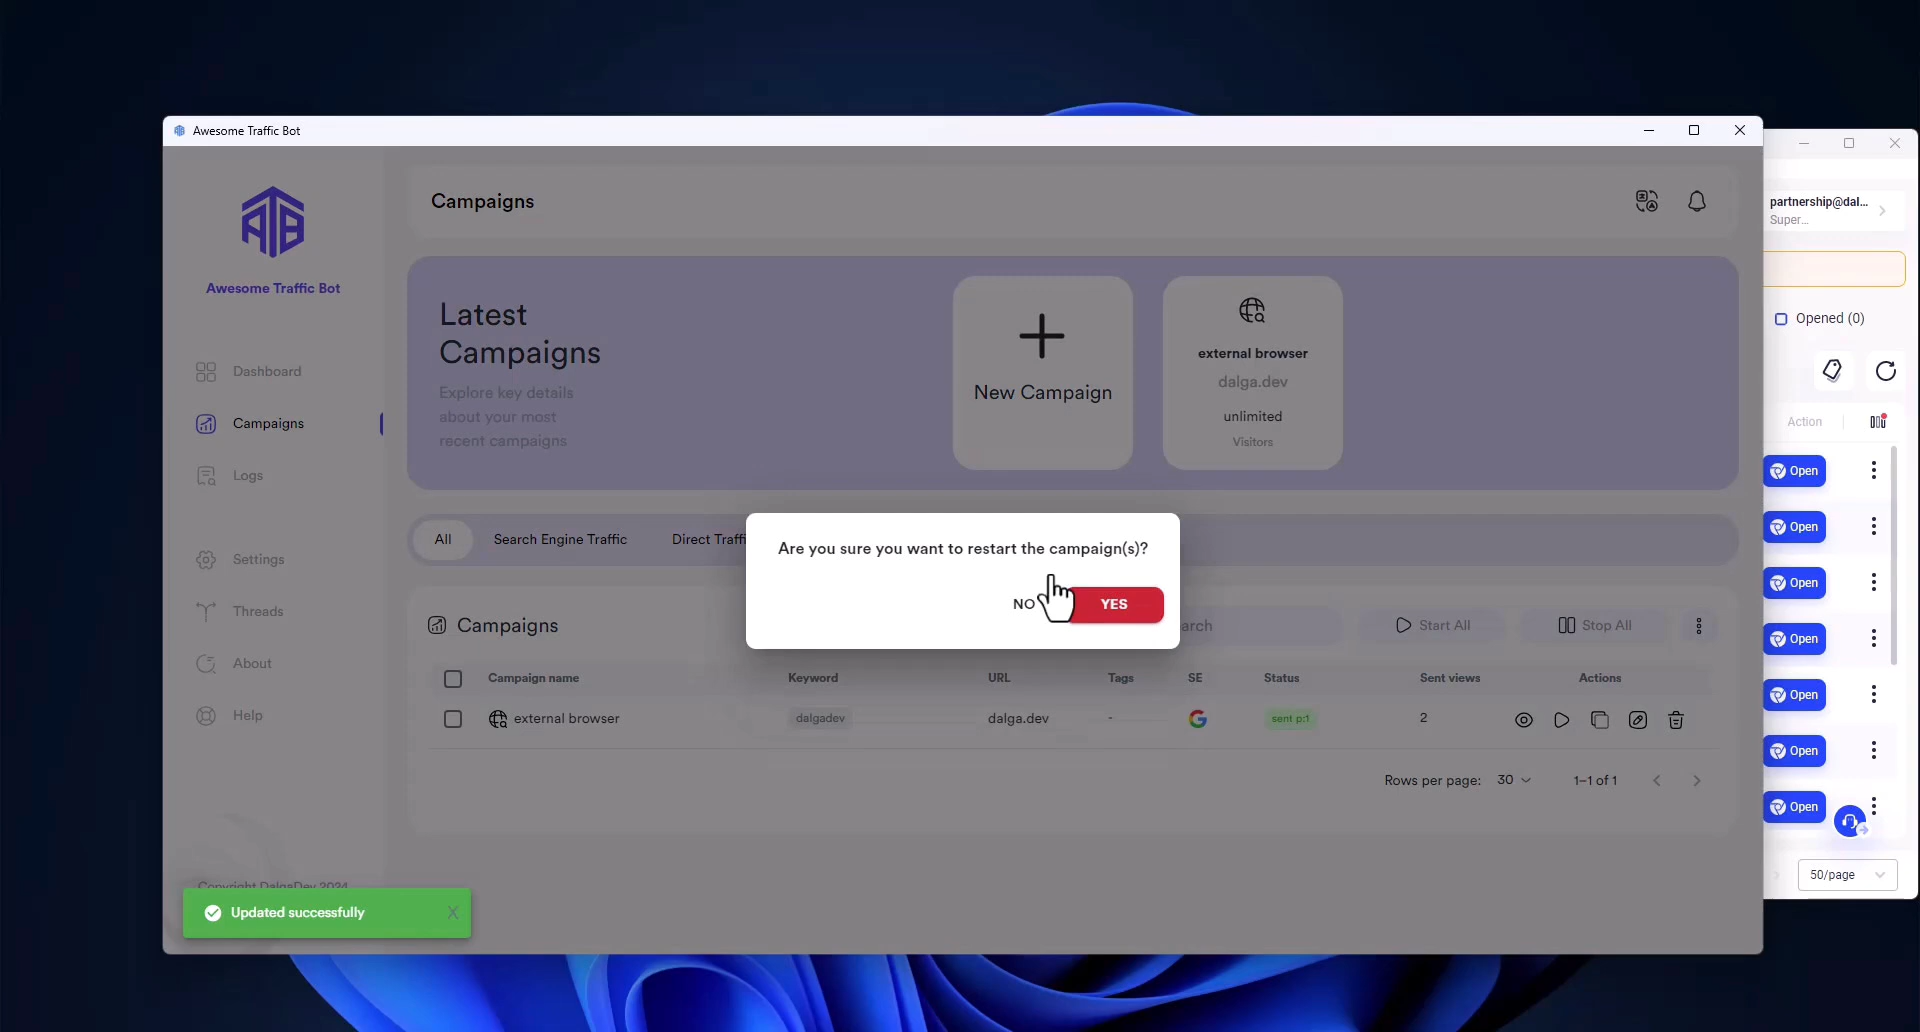 Awesome Traffic Bot
Awesome Traffic Bot
Dashboard
Campaigns
Logs
Settings
Threads
About
Help
Copyright DalgaDev 2024
Updated successfully
X
Campaigns
Latest
Campaigns
Explore key details
about your most
recent campaigns
New Campaign
external browser
dalga.dev
unlimited
Visitors
All
Search Engine Traffic
Direct Traffi
Are you sure you want to restart the campaign(s)?
NO
YES
Campaigns
arch
Start All
Stop All
Campaign name
Keyword
URL
Tags
SE
Status
Sent views
Actions
external browser
dalgadev
dalga.dev
-
sent p:1
2
Rows per page: 30
1–1 of 1
partnership@dal...
Super...
Opened (0)
Action
Open
Open
Open
Open
Open
Open
Open
50/page